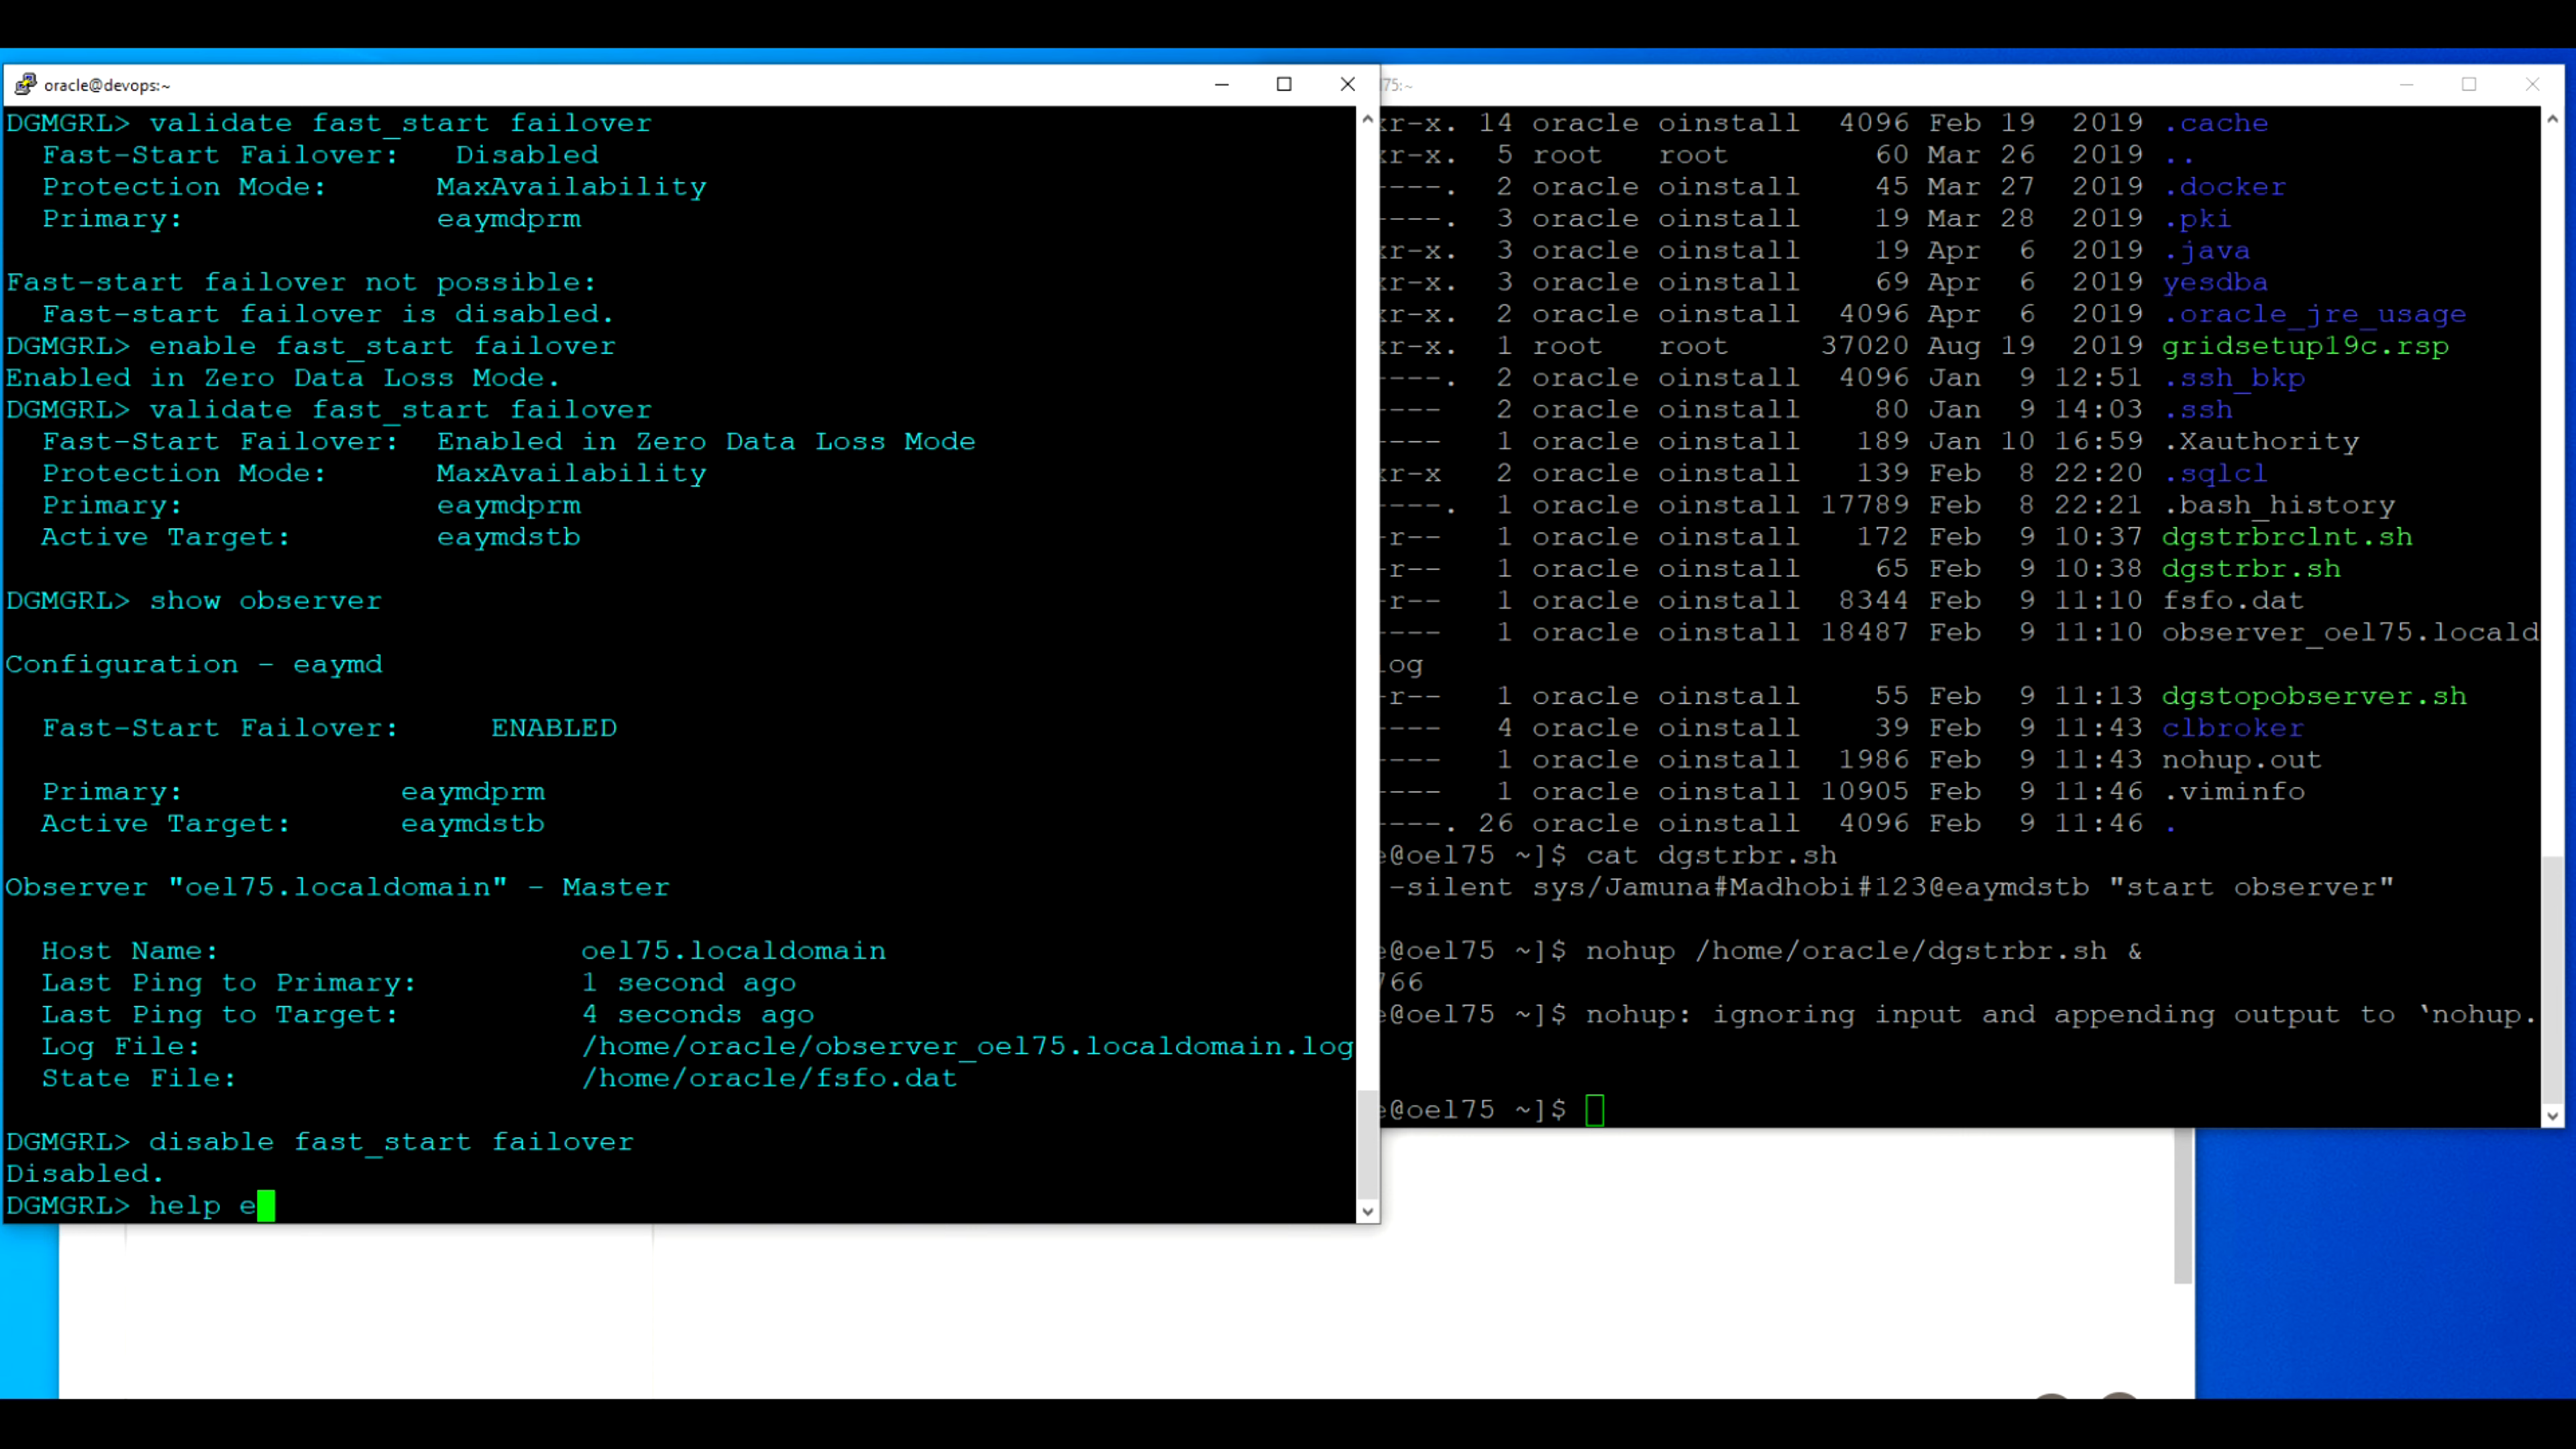 oracle@devops:~
DGMGRL> validate fast_start failover
Fast-Start Failover: Disabled
Protection Mode: MaxAvailability
Primary: eaymdprm
Fast-start failover not possible:
Fast-start failover is disabled.
DGMGRL> enable fast_start failover
Enabled in Zero Data Loss Mode.
DGMGRL> validate fast_start failover
Fast-Start Failover: Enabled in Zero Data Loss Mode
Protection Mode: MaxAvailability
Primary: eaymdprm
Active Target: eaymdstb
DGMGRL> show observer
Configuration - eaymd
Fast-Start Failover: ENABLED
Primary: eaymdprm
Active Target: eaymdstb
Observer "oel75.localdomain" - Master
Host Name: oel75.localdomain
Last Ping to Primary: 1 second ago
Last Ping to Target: 4 seconds ago
Log File: /home/oracle/observer_oel75.localdomain.log
State File: /home/oracle/fsfo.dat
DGMGRL> disable fast_start failover
Disabled.
DGMGRL> help e
75:~
xr-x. 14 oracle oinstall 4096 Feb 19 2019 .cache
xr-x. 5 root root 60 Mar 26 2019 ..
----. 2 oracle oinstall 45 Mar 27 2019 .docker
----. 3 oracle oinstall 19 Mar 28 2019 .pki
xr-x. 3 oracle oinstall 19 Apr 6 2019 .java
xr-x. 3 oracle oinstall 69 Apr 6 2019 yesdba
xr-x. 2 oracle oinstall 4096 Apr 6 2019 .oracle_jre_usage
xr-x. 1 root root 37020 Aug 19 2019 gridsetup19c.rsp
----. 2 oracle oinstall 4096 Jan 9 12:51 .ssh_bkp
---- 2 oracle oinstall 80 Jan 9 14:03 .ssh
---- 1 oracle oinstall 189 Jan 10 16:59 .Xauthority
xr-x 2 oracle oinstall 139 Feb 8 22:20 .sqlcl
----. 1 oracle oinstall 17789 Feb 8 22:21 .bash_history
-r-- 1 oracle oinstall 172 Feb 9 10:37 dgstrbrclnt.sh
-r-- 1 oracle oinstall 65 Feb 9 10:38 dgstrbr.sh
-r-- 1 oracle oinstall 8344 Feb 9 11:10 fsfo.dat
---- 1 oracle oinstall 18487 Feb 9 11:10 observer_oel75.locald
log
-r-- 1 oracle oinstall 55 Feb 9 11:13 dgstopobserver.sh
---- 4 oracle oinstall 39 Feb 9 11:43 clbroker
---- 1 oracle oinstall 1986 Feb 9 11:43 nohup.out
---- 1 oracle oinstall 10905 Feb 9 11:46 .viminfo
----. 26 oracle oinstall 4096 Feb 9 11:46 .
e@oel75 ~]$ cat dgstrbr.sh
-silent sys/Jamuna#Madhobi#123@eaymdstb "start observer"
e@oel75 ~]$ nohup /home/oracle/dgstrbr.sh &
766
e@oel75 ~]$ nohup: ignoring input and appending output to ‘nohup.
e@oel75 ~]$